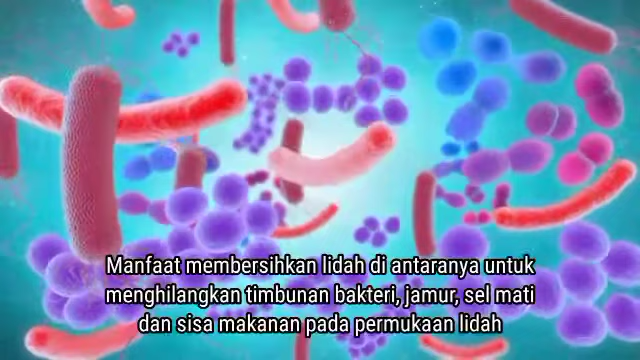 Manfaat membersihkan lidah di antaranya untuk
menghilangkan timbunan bakteri, jamur, sel mati
dan sisa makanan pada permukaan lidah